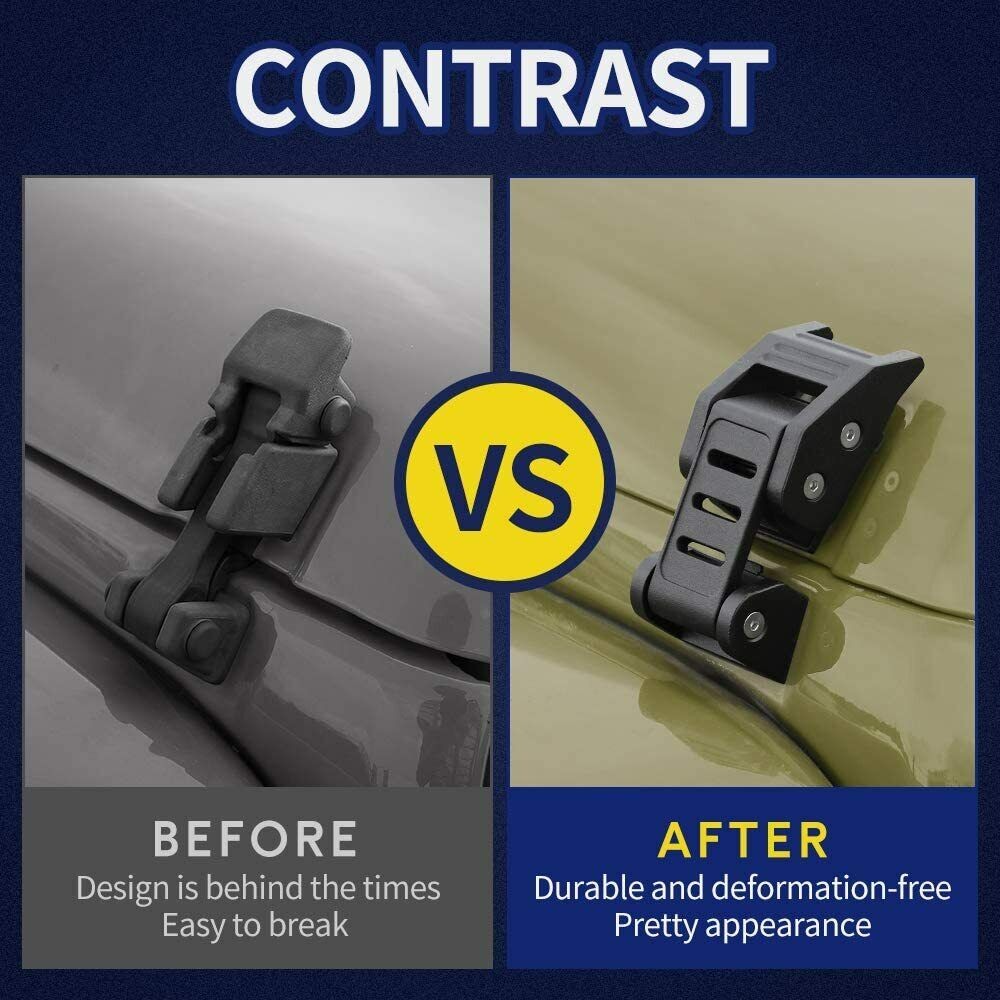 CONTRAST
VS
BEFORE
Design is behind the times
Easy to break
AFTER
Durable and deformation-free
Pretty appearance